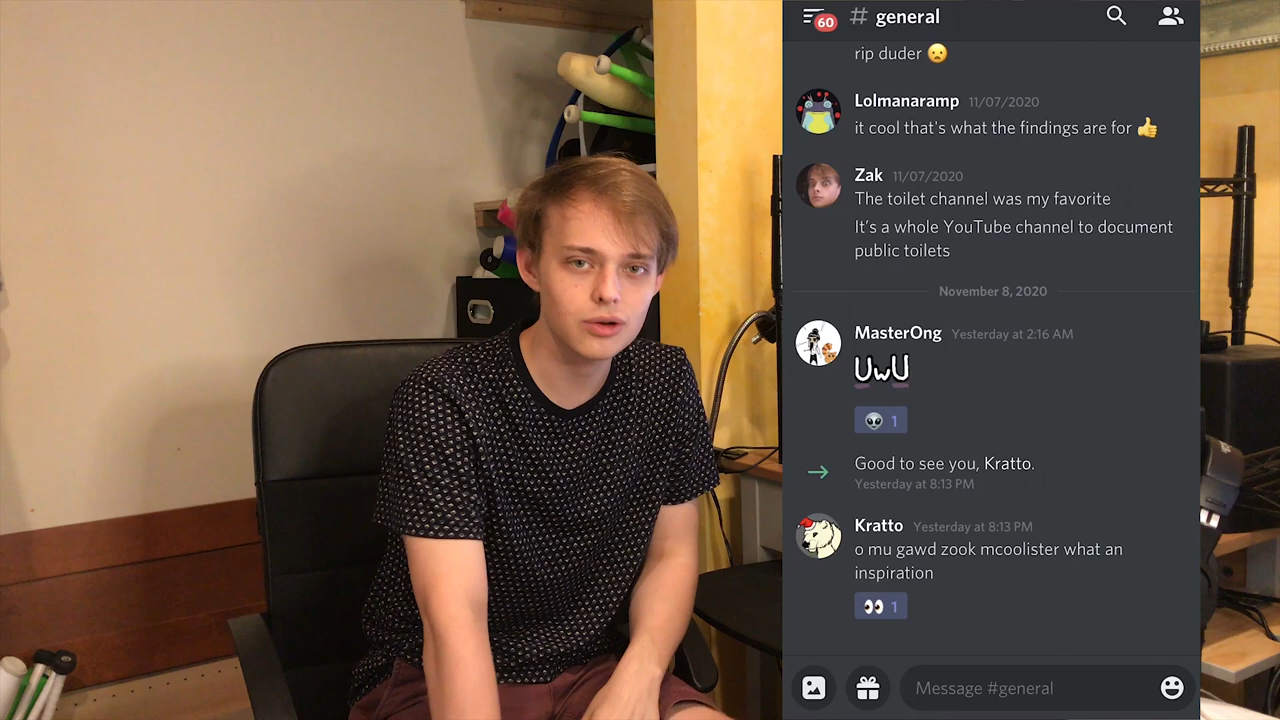 60 # general
rip duder 😦
Lolmanaramp 11/07/2020
it cool that's what the findings are for 👍
Zak 11/07/2020
The toilet channel was my favorite
It's a whole YouTube channel to document
public toilets
November 8, 2020
MasterOng Yesterday at 2:16 AM
UwU
👽 1
Good to see you, Kratto.
Yesterday at 8:13 PM
Kratto Yesterday at 8:13 PM
o mu gawd zook mcoolister what an
inspiration
👀 1
Message #general